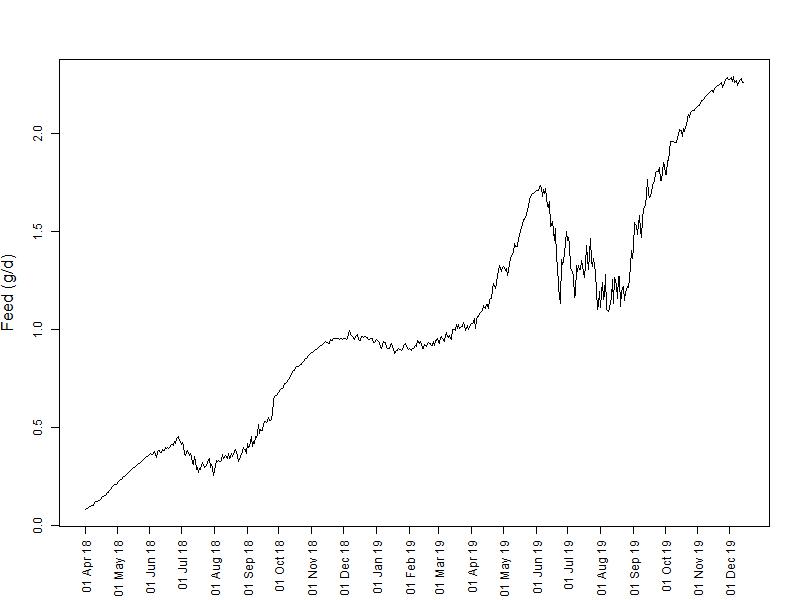 Feed (g/d)
2.0
1.5
1.0
0.5
0.0
01 Apr 18
01 May 18
01 Jun 18
01 Jul 18
01 Aug 18
01 Sep 18
01 Oct 18
01 Nov 18
01 Dec 18
01 Jan 19
01 Feb 19
01 Mar 19
01 Apr 19
01 May 19
01 Jun 19
01 Jul 19
01 Aug 19
01 Sep 19
01 Oct 19
01 Nov 19
01 Dec 19